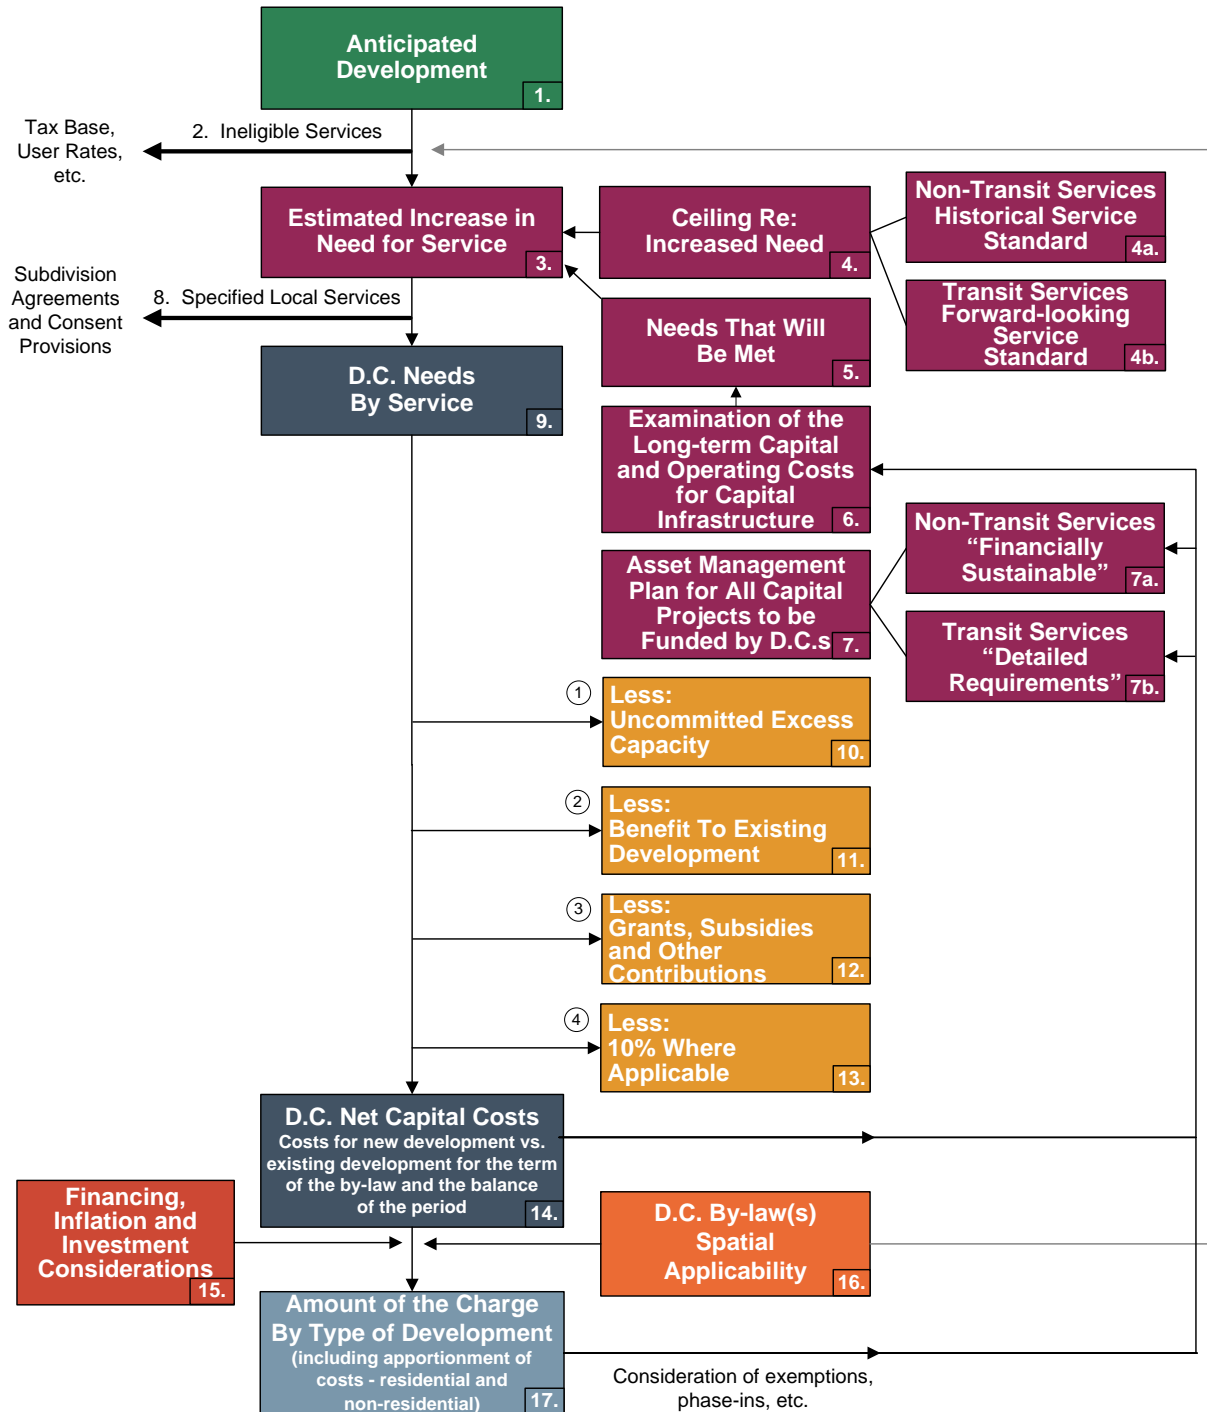 Anticipated
Development
1.
2.  Ineligible Services
Tax Base,
User Rates,
etc.
Estimated Increase in
Need for Service
3.
Ceiling Re:
Increased Need
4.
Non-Transit Services
Historical Service
Standard
4a.
Transit Services
Forward-looking
Service
Standard
4b.
Subdivision
Agreements
and Consent
Provisions
8.  Specified Local Services
Needs That Will
Be Met
5.
D.C. Needs
By Service
9.
Examination of the
Long-term Capital
and Operating Costs
for Capital
Infrastructure
6.
Non-Transit Services
“Financially
Sustainable”
7a.
Asset Management
Plan for All Capital
Projects to be
Funded by D.C.s
7.
Transit Services
“Detailed
Requirements”
7b.
1
Less:
Uncommitted Excess
Capacity
10.
2
Less:
Benefit To Existing
Development
11.
3
Less:
Grants, Subsidies
and Other
Contributions
12.
4
Less:
10% Where
Applicable
13.
D.C. Net Capital Costs
Costs for new development vs.
existing development for the term
of the by-law and the balance
of the period
14.
Financing,
Inflation and
Investment
Considerations
15.
D.C. By-law(s)
Spatial
Applicability
16.
Amount of the Charge
By Type of Development
(including apportionment of
costs - residential and
non-residential)
17.
Consideration of exemptions,
phase-ins, etc.